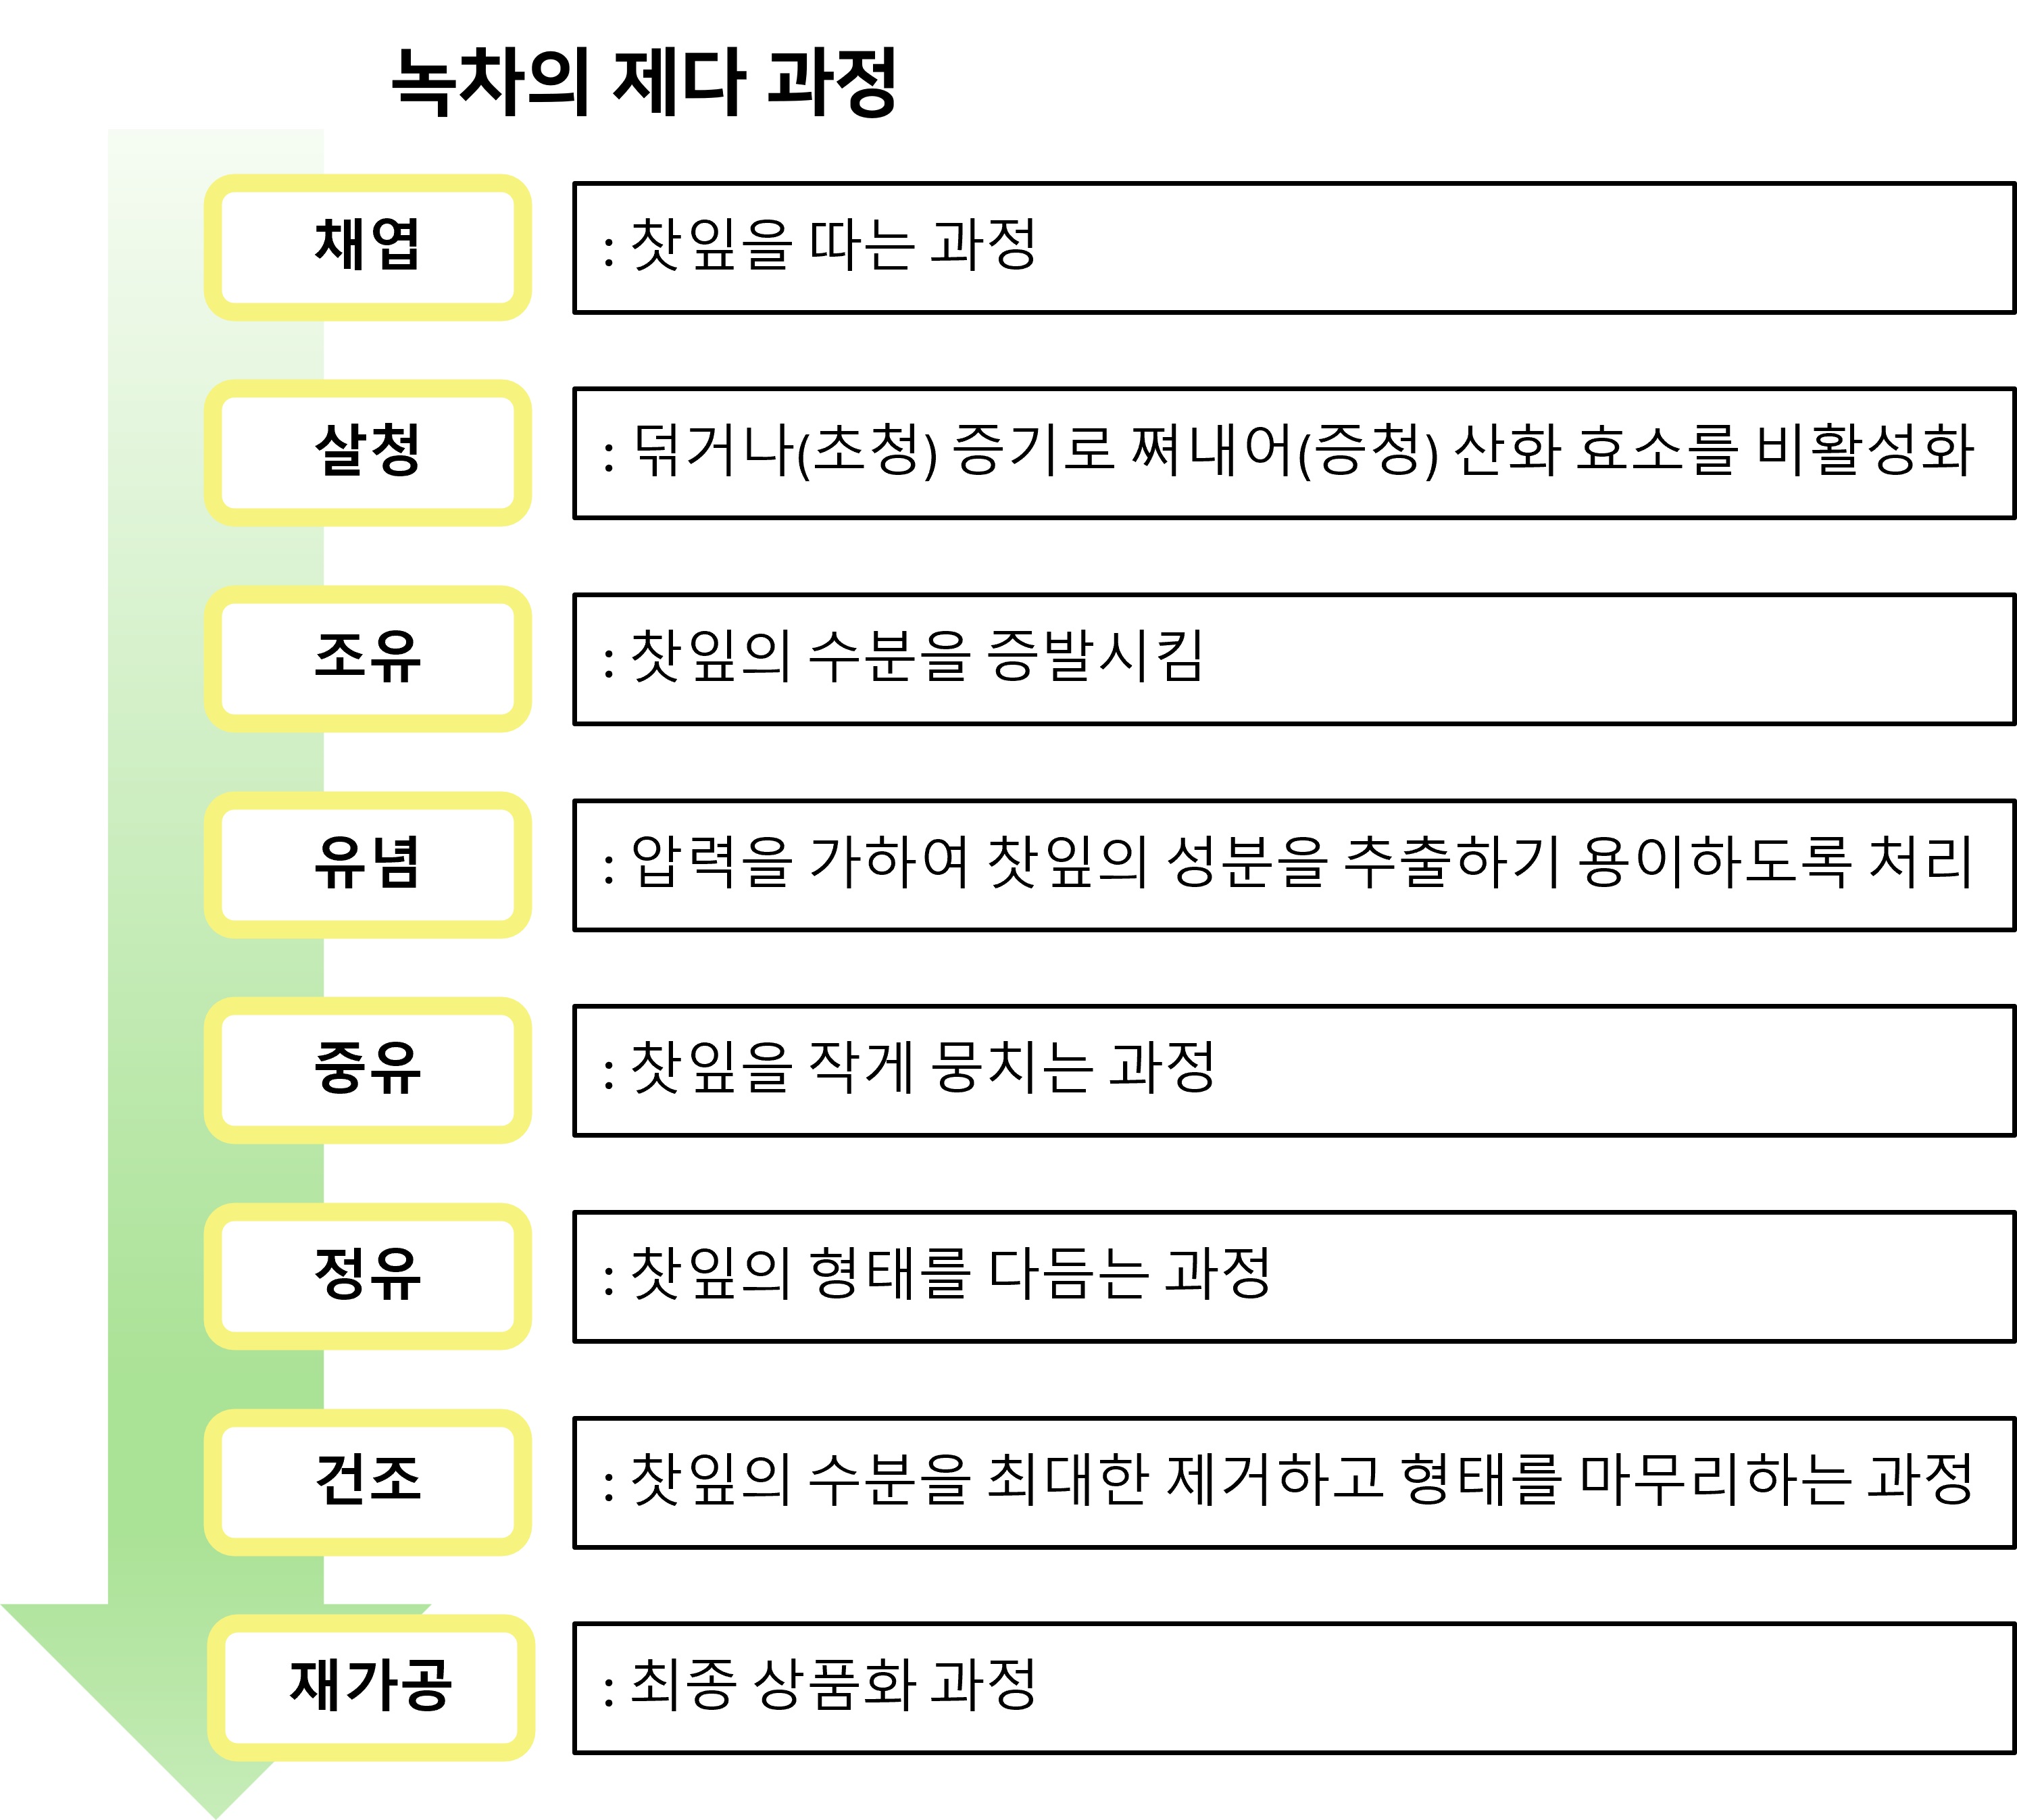 녹차의 제다 과정
채엽
: 찻잎을 따는 과정
살청
: 덖거나(초청) 증기로 쪄내어(증청) 산화 효소를 비활성화
조유
: 찻잎의 수분을 증발시킴
유념
: 압력을 가하여 찻잎의 성분을 추출하기 용이하도록 처리
중유
: 찻잎을 작게 뭉치는 과정
정유
: 찻잎의 형태를 다듬는 과정
건조
: 찻잎의 수분을 최대한 제거하고 형태를 마무리하는 과정
재가공
: 최종 상품화 과정